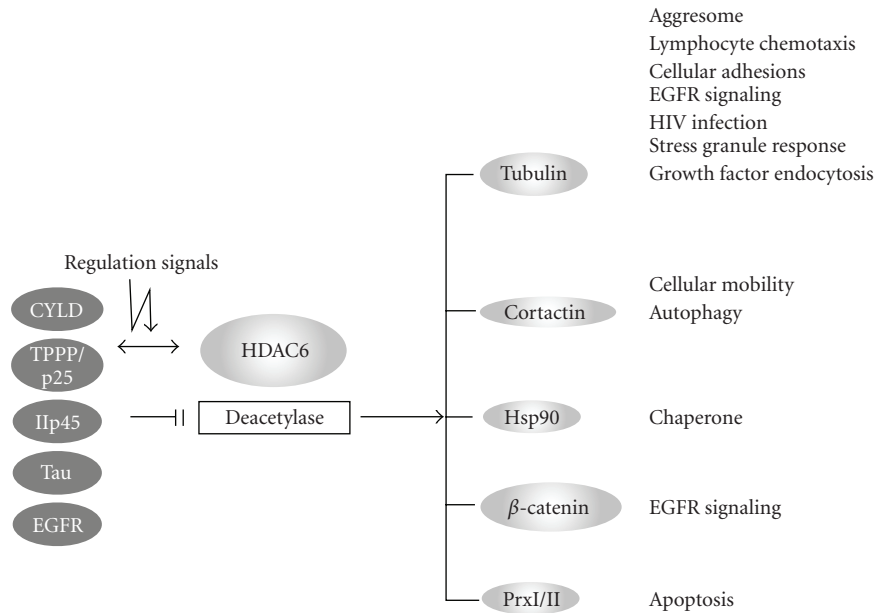 Aggresome
Lymphocyte chemotaxis
Cellular adhesions
EGFR signaling
HIV infection
Stress granule response
Tubulin
Growth factor endocytosis
Regulation signals
CYLD
TPPP/
p25
IIp45
Tau
EGFR
HDAC6
Deacetylase
Cellular mobility
Cortactin
Autophagy
Hsp90
Chaperone
β-catenin
EGFR signaling
PrxI/II
Apoptosis